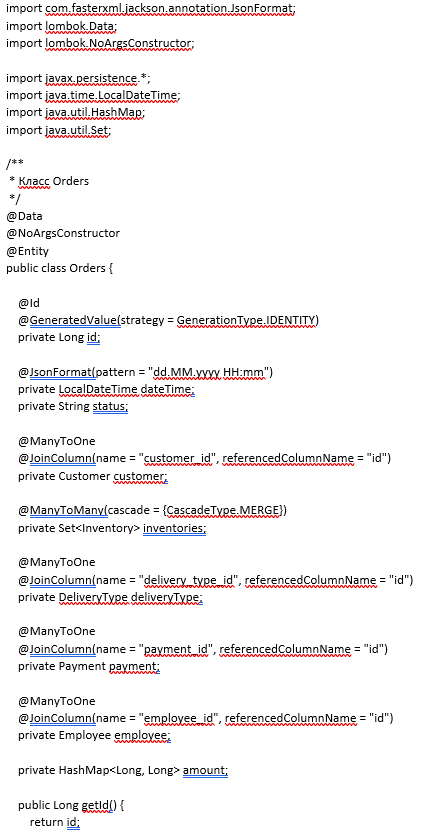 import com.fasterxml.jackson.annotation.JsonFormat;
import lombok.Data;
import lombok.NoArgsConstructor;
import javax.persistence.*;
import java.time.LocalDateTime;
import java.util.HashMap;
import java.util.Set;
/**
* Класс Orders
*/
@Data
@NoArgsConstructor
@Entity
public class Orders {
@Id
@GeneratedValue(strategy = GenerationType.IDENTITY)
private Long id;
@JsonFormat(pattern = "dd.MM.yyyy HH:mm")
private LocalDateTime dateTime;
private String status;
@ManyToOne
@JoinColumn(name = "customer_id", referencedColumnName = "id")
private Customer customer;
@ManyToMany(cascade = {CascadeType.MERGE})
private Set<Inventory> inventories;
@ManyToOne
@JoinColumn(name = "delivery_type_id", referencedColumnName = "id")
private DeliveryType deliveryType;
@ManyToOne
@JoinColumn(name = "payment_id", referencedColumnName = "id")
private Payment payment;
@ManyToOne
@JoinColumn(name = "employee_id", referencedColumnName = "id")
private Employee employee;
private HashMap<Long, Long> amount;
public Long getId() {
return id;